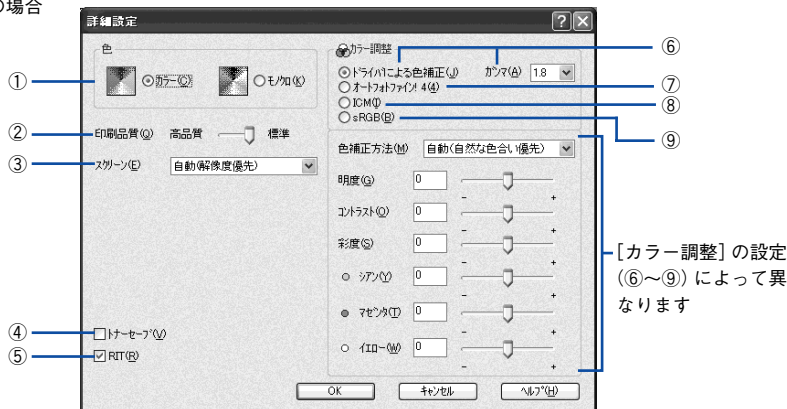 の場合
詳細設定
色
カラー(C)
モノクロ(K)
①
②
印刷品質(Q)
高品質
標準
③
スクリーン(E)
自動(解像度優先)
④
トナーセーブ(V)
⑤
RIT(R)
カラー調整
ドライバによる色補正(J)
ガンマ(A)
1.8
オートフォトファイン! 4(4)
ICM(I)
sRGB(B)
⑥
⑦
⑧
⑨
色補正方法(M)
自動(自然な色合い優先)
明度(G)
0
-
+
コントラスト(O)
0
-
+
彩度(S)
0
-
+
シアン(Y)
0
-
+
マゼンタ(T)
0
-
+
イエロー(W)
0
-
+
[カラー調整]の設定
(⑥~⑨)によって異
なります
OK
キャンセル
ヘルプ(H)